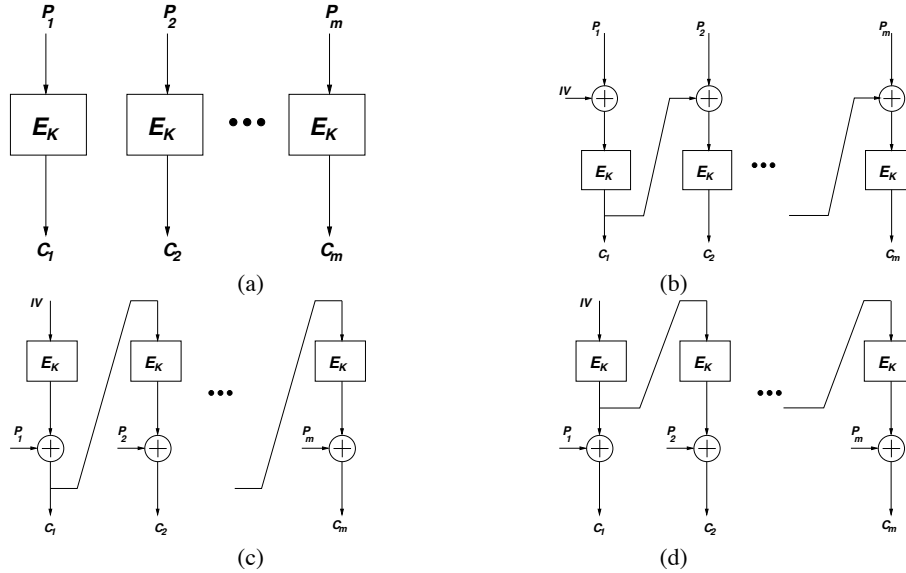 P1 P2 Pm
EK EK EK
C1 C2 Cm
(a)
P1 P2 Pm
IV
EK EK EK
C1 C2 Cm
(b)
IV
EK EK EK
P1 P2 Pm
C1 C2 Cm
(c)
IV
EK EK EK
P1 P2 Pm
C1 C2 Cm
(d)